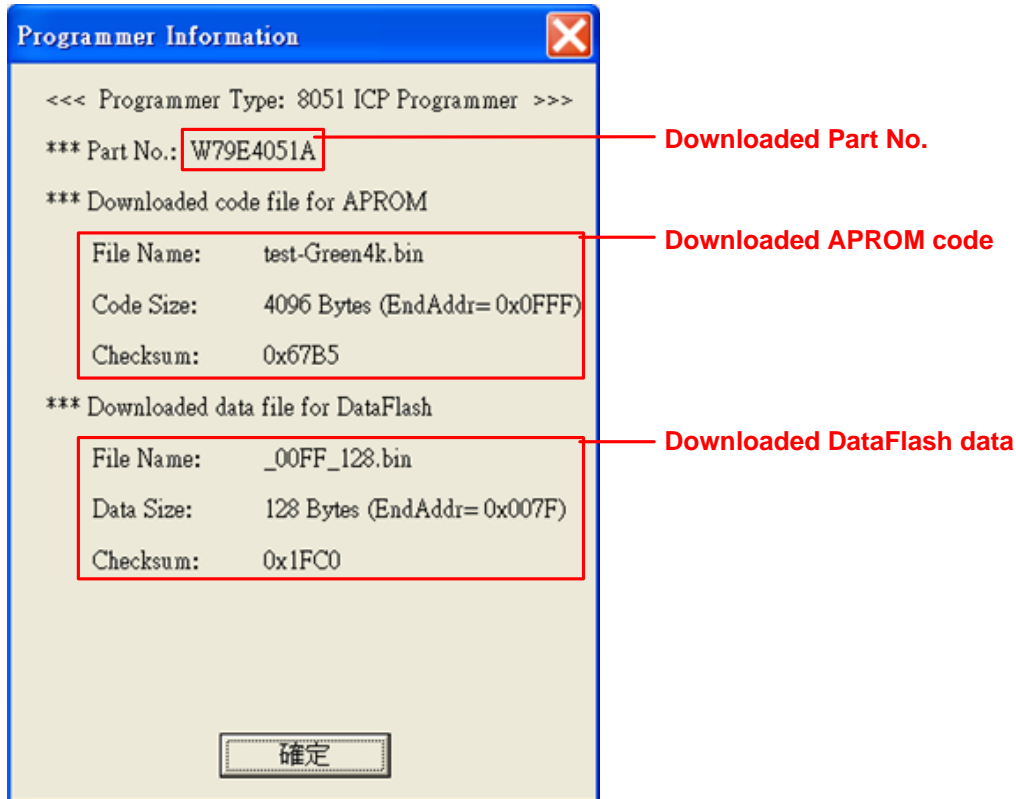 Programmer Information
<<< Programmer Type: 8051 ICP Programmer >>>
*** Part No.: W79E4051A
Downloaded Part No.
*** Downloaded code file for APROM
Downloaded APROM code
File Name: test-Green4k.bin
Code Size: 4096 Bytes (EndAddr= 0x0FFF)
Checksum: 0x67B5
*** Downloaded data file for DataFlash
Downloaded DataFlash data
File Name: _00FF_128.bin
Data Size: 128 Bytes (EndAddr= 0x007F)
Checksum: 0x1FC0
確定